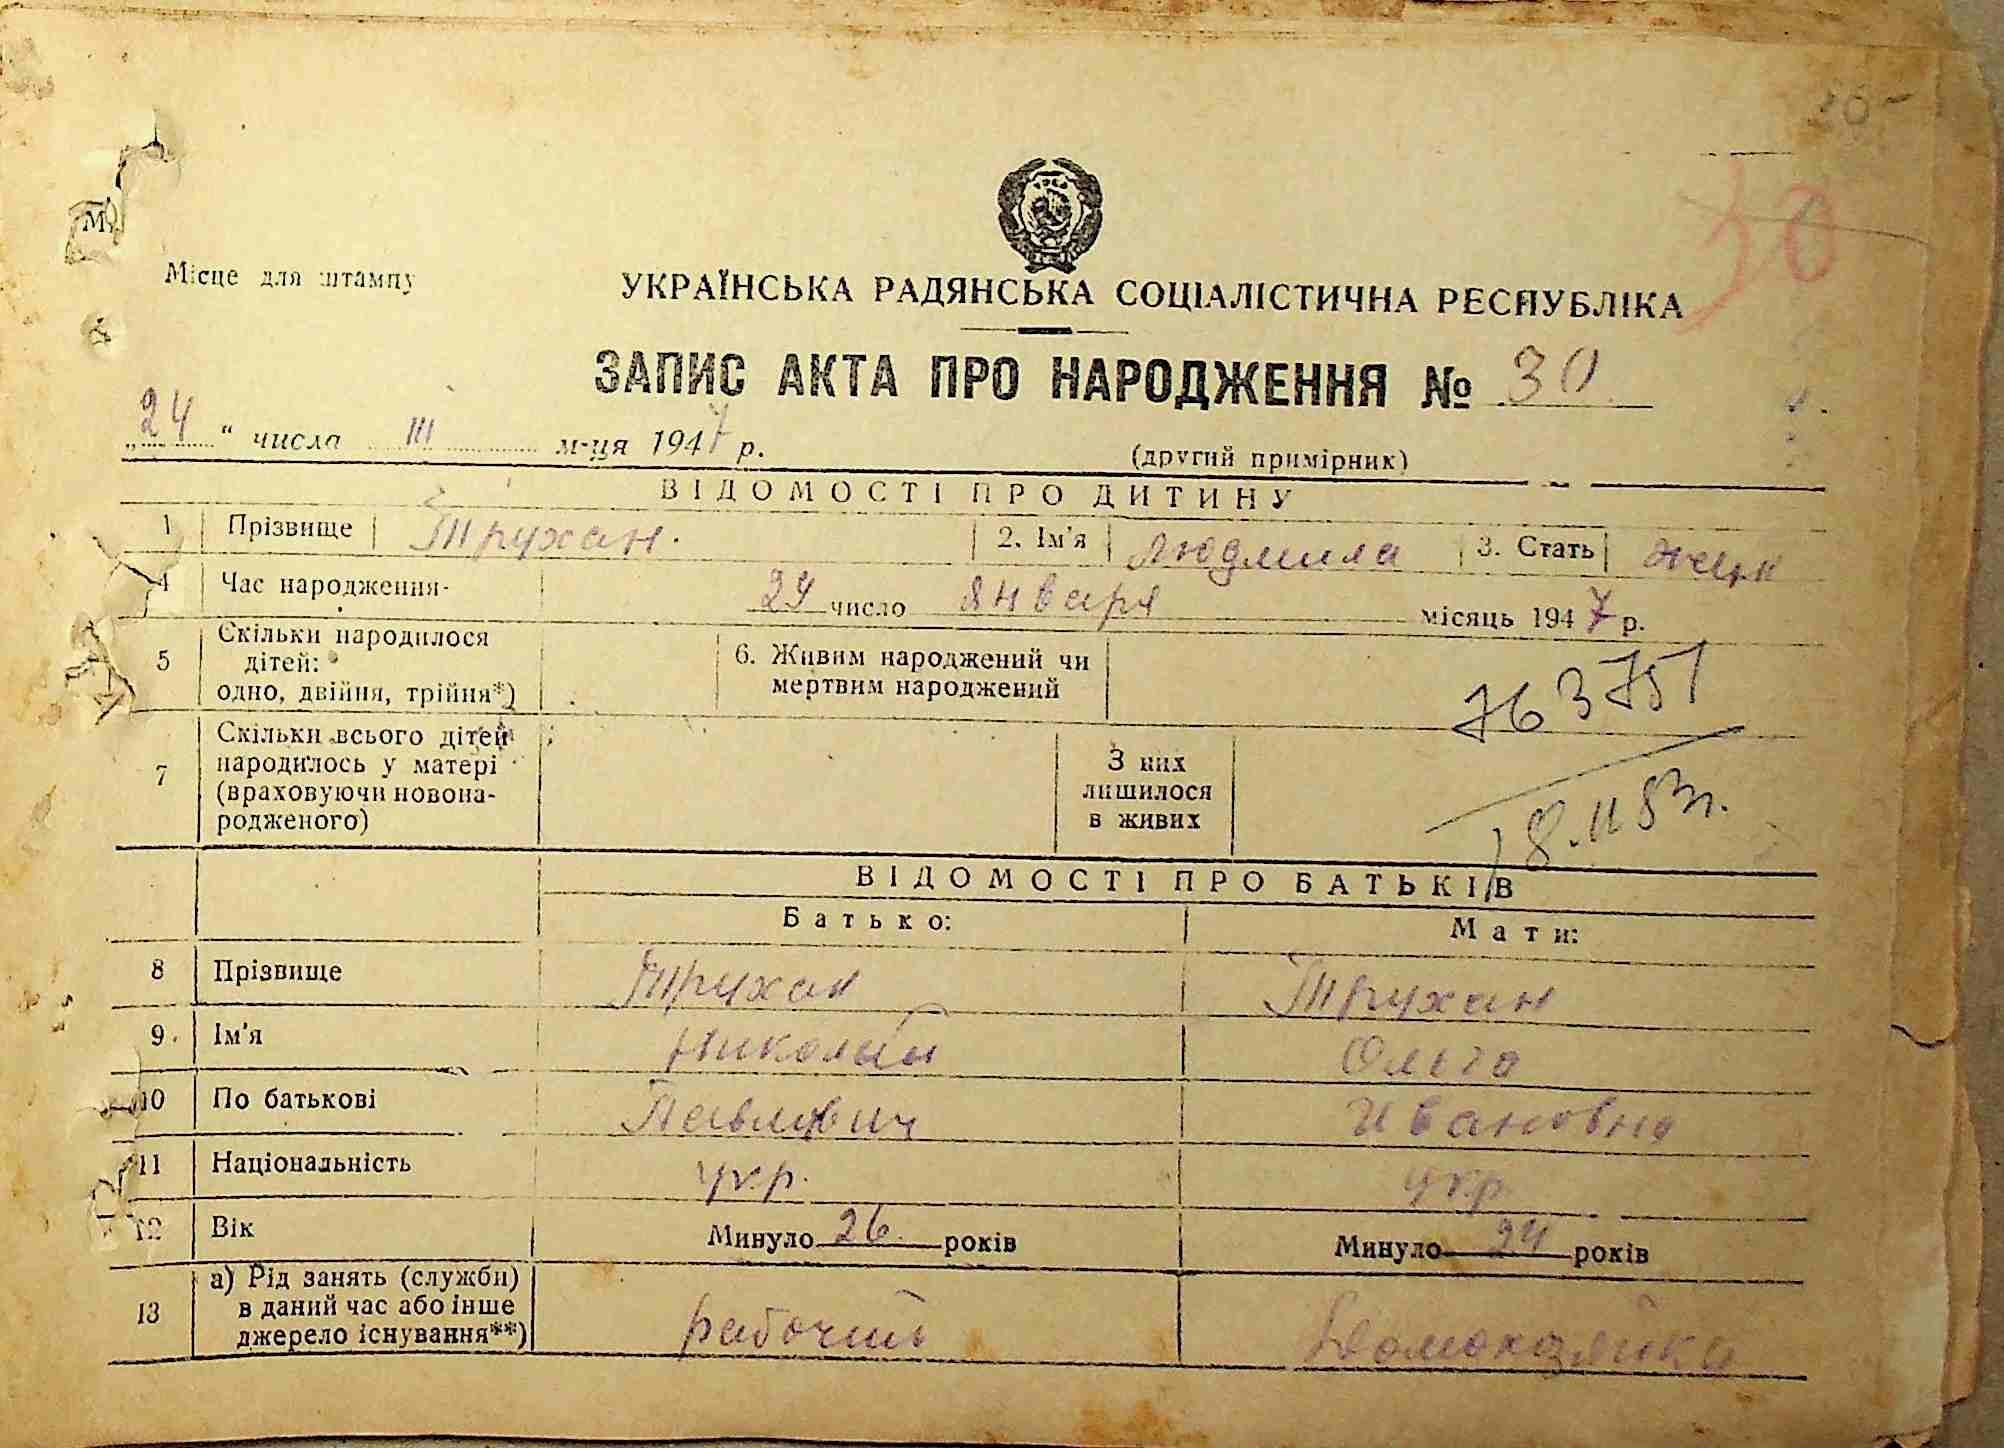 30
Місце для штампу
УКРАЇНСЬКА РАДЯНСЬКА СОЦІАЛІСТИЧНА РЕСПУБЛІКА
ЗАПИС АКТА ПРО НАРОДЖЕННЯ № 30
„24“ числа III м-ця 1947 р.
(другий примірник)
ВІДОМОСТІ ПРО ДИТИНУ
1 Прізвище Трухан. 2. Ім'я Людмила 3. Стать женск
4 Час народження- 24 число января місяць 1947 р.
5 Скільки народилося
дітей:
одно, двійня, трійня*)
6. Живим народжений чи
мертвим народжений
763751
18.11 83г.
7 Скільки всього дітей
народилось у матері
(враховуючи новона-
родженого)
З них
лишилося
в живих
ВІДОМОСТІ ПРО БАТЬКІВ
Батько: Мати:
8 Прізвище Трухан Трухан
9. Ім'я Николай Ольга
10 По батькові Павлович Ивановна
11 Національність укр. укр
12 Вік Минуло 26 років Минуло 24 років
13 а) Рід занять (служби)
в даний час або інше
джерело існування**)
рабочий Домохозяйка